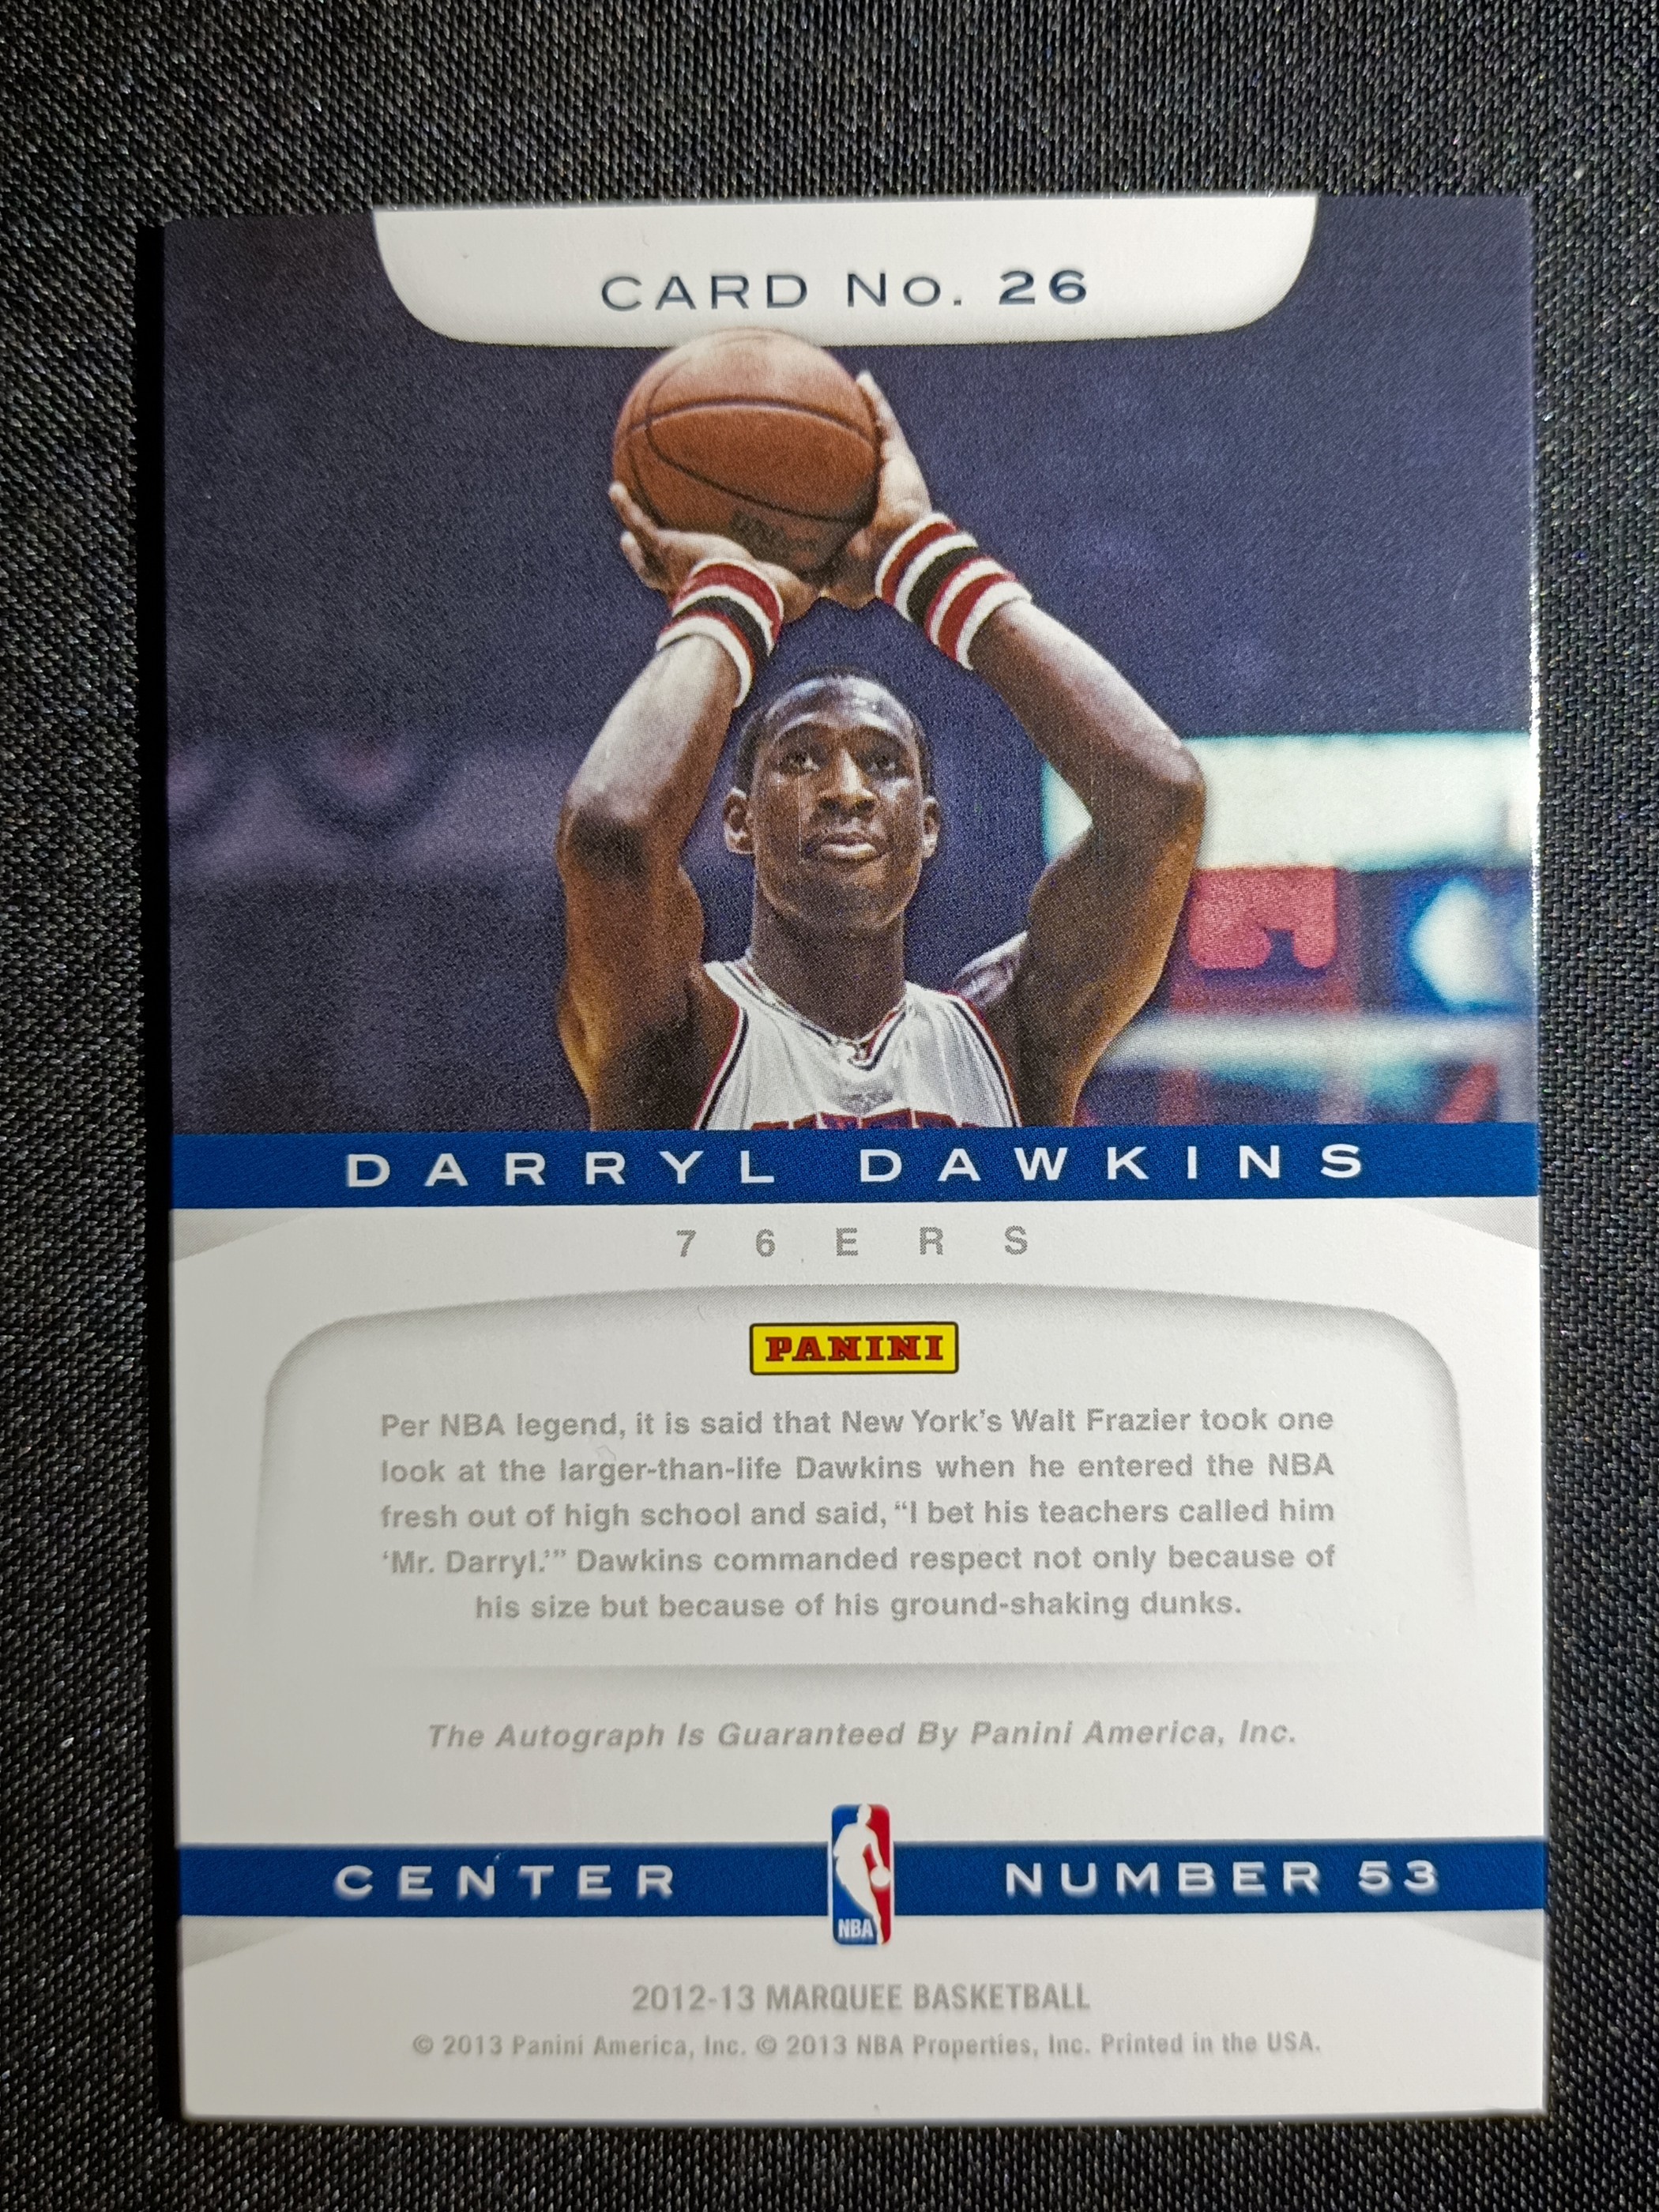 CARD No. 26
DARRYL DAWKINS
76ERS
PANINI
Per NBA legend, it is said that New York's Walt Frazier took one
look at the larger-than-life Dawkins when he entered the NBA
fresh out of high school and said, “I bet his teachers called him
‘Mr. Darryl.’” Dawkins commanded respect not only because of
his size but because of his ground-shaking dunks.
The Autograph Is Guaranteed By Panini America, Inc.
CENTER
NBA
NUMBER 53
2012-13 MARQUEE BASKETBALL
© 2013 Panini America, Inc. © 2013 NBA Properties, Inc. Printed in the USA.